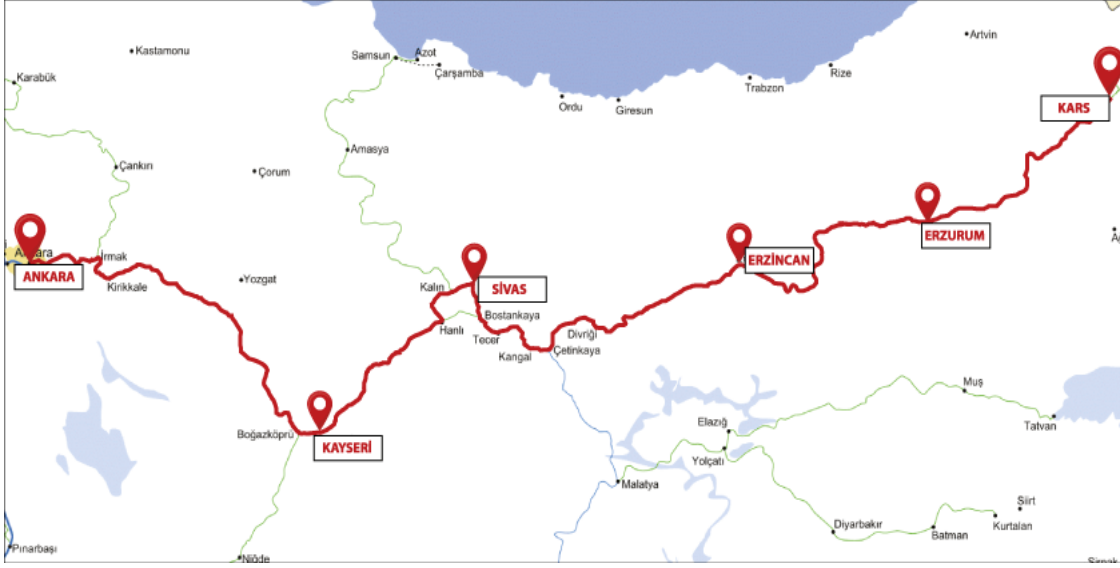 Artvin
Kastamonu
Azot
Samsun
Çarşamba
Rize
Karabük
Trabzon
Ordu
Giresun
KARS
Amasya
Çankırı
Çorum
ERZURUM
İrmak
ANKARA
ERZİNCAN
Kirikkale
Yozgat
Kalın
SİVAS
Bostankaya
Hanlı
Tecer
Divriği
Kangal
Çetinkaya
Muş
Elazığ
Tatvan
Boğazköprü
KAYSERİ
Yolçatı
Malatya
Siirt
Kurtalan
Diyarbakır
Batman
Pınarbaşı
Niğde